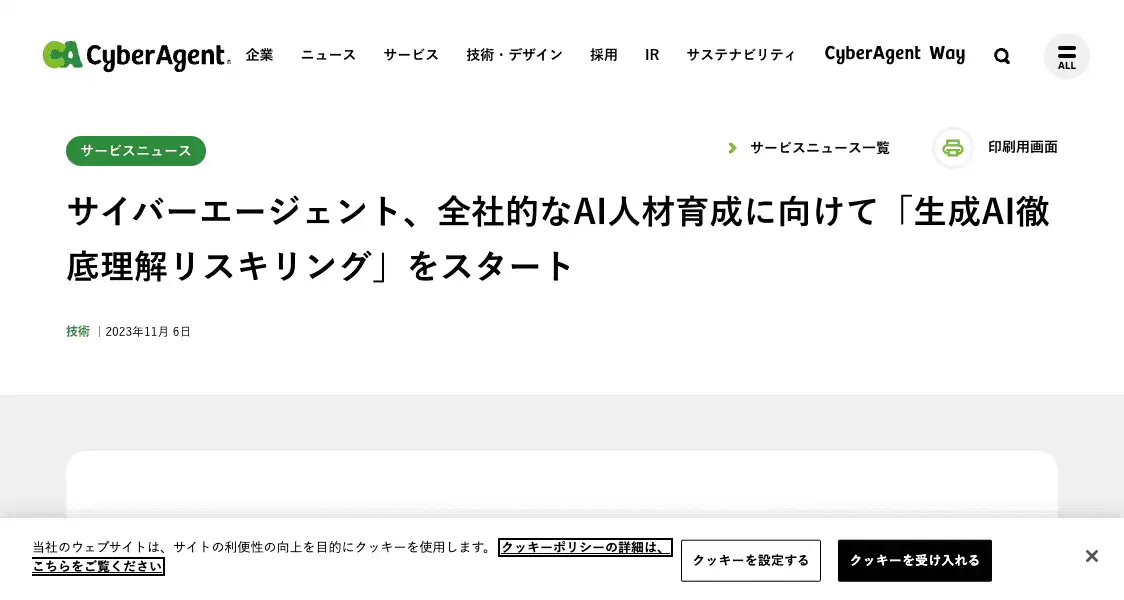 CyberAgent 企業 ニュース サービス 技術・デザイン 採用 IR サステナビリティ CyberAgent Way
ALL
サービスニュース
サービスニュース一覧 印刷用画面
サイバーエージェント、全社的なAI人材育成に向けて「生成AI徹
底理解リスキリング」をスタート
技術 | 2023年11月 6日
当社のウェブサイトは、サイトの利便性の向上を目的にクッキーを使用します。 クッキーポリシーの詳細は、
こちらをご覧ください
クッキーを設定する クッキーを受け入れる